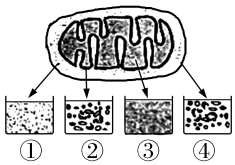 ① ② ③ ④